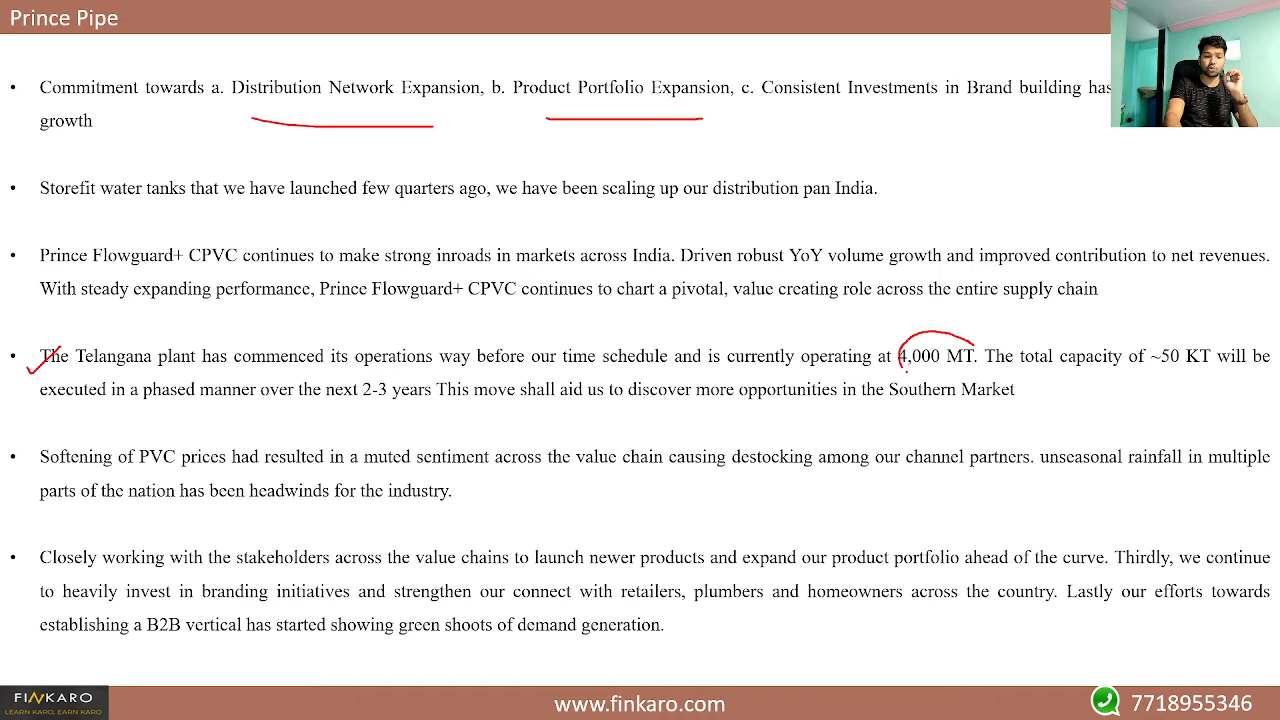 Prince Pipe
• Commitment towards a. Distribution Network Expansion, b. Product Portfolio Expansion, c. Consistent Investments in Brand building has
growth
• Storefit water tanks that we have launched few quarters ago, we have been scaling up our distribution pan India.
• Prince Flowguard+ CPVC continues to make strong inroads in markets across India. Driven robust YoY volume growth and improved contribution to net revenues.
With steady expanding performance, Prince Flowguard+ CPVC continues to chart a pivotal, value creating role across the entire supply chain
• The Telangana plant has commenced its operations way before our time schedule and is currently operating at 4,000 MT. The total capacity of ~50 KT will be
executed in a phased manner over the next 2-3 years This move shall aid us to discover more opportunities in the Southern Market
• Softening of PVC prices had resulted in a muted sentiment across the value chain causing destocking among our channel partners. unseasonal rainfall in multiple
parts of the nation has been headwinds for the industry.
• Closely working with the stakeholders across the value chains to launch newer products and expand our product portfolio ahead of the curve. Thirdly, we continue
to heavily invest in branding initiatives and strengthen our connect with retailers, plumbers and homeowners across the country. Lastly our efforts towards
establishing a B2B vertical has started showing green shoots of demand generation.
FINKARO
LEARN KARO, EARN KARO
www.finkaro.com
7718955346